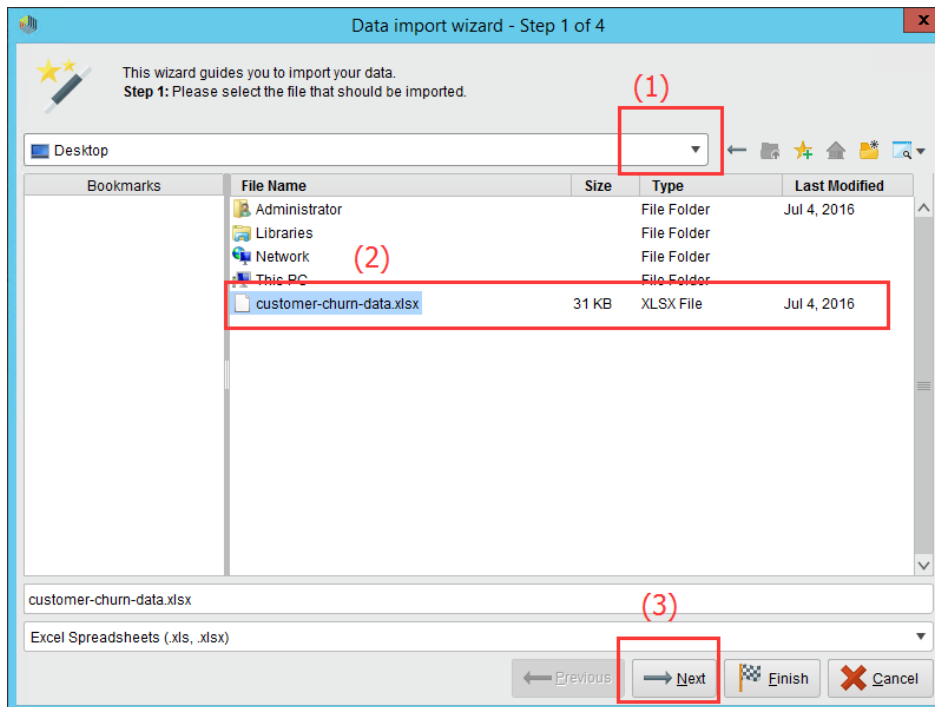 Data import wizard - Step 1 of 4
x
This wizard guides you to import your data.
Step 1: Please select the file that should be imported.
(1)
Desktop
Bookmarks File Name Size Type Last Modified
Administrator File Folder Jul 4, 2016
Libraries File Folder
Network File Folder
(2)
This PC File Folder
customer-churn-data.xlsx 31 KB XLSX File Jul 4, 2016
customer-churn-data.xlsx
(3)
Excel Spreadsheets (.xls, .xlsx)
Previous Next Finish Cancel